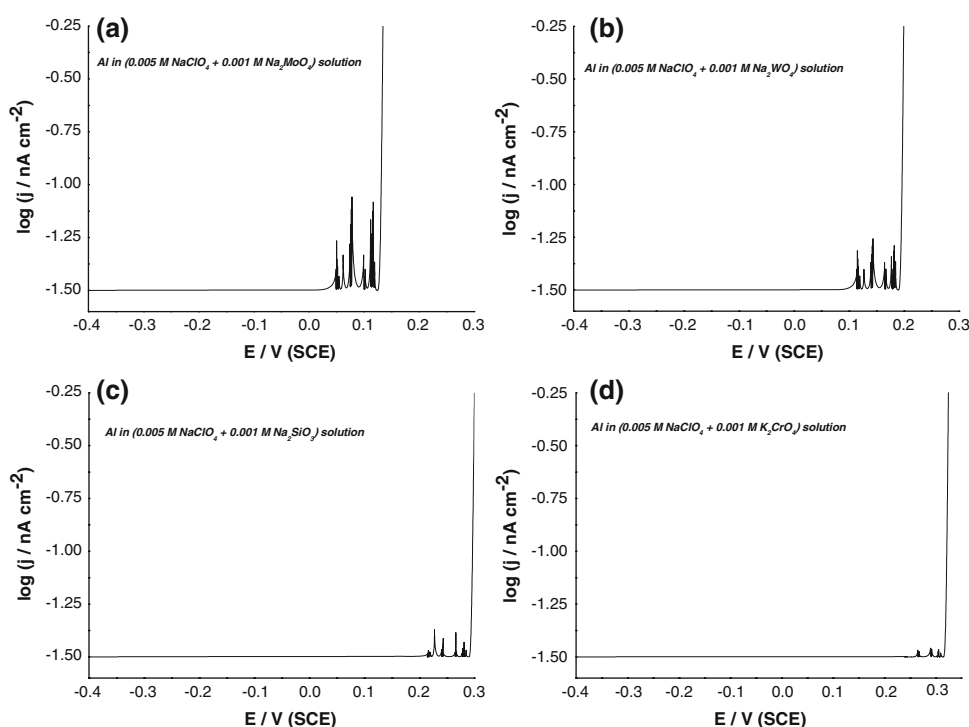 (a)
Al in (0.005 M NaClO₄ + 0.001 M Na₂MoO₄) solution
log (j / nA cm⁻²)
-0.25
-0.50
-0.75
-1.00
-1.25
-1.50
-0.4 -0.3 -0.2 -0.1 0.0 0.1 0.2 0.3
E / V (SCE)
(b)
Al in (0.005 M NaClO₄ + 0.001 M Na₂WO₄) solution
log (j / nA cm⁻²)
-0.25
-0.50
-0.75
-1.00
-1.25
-1.50
-0.4 -0.3 -0.2 -0.1 0.0 0.1 0.2 0.3
E / V (SCE)
(c)
Al in (0.005 M NaClO₄ + 0.001 M Na₂SiO₃) solution
log (j / nA cm⁻²)
-0.25
-0.50
-0.75
-1.00
-1.25
-1.50
-0.4 -0.3 -0.2 -0.1 0.0 0.1 0.2 0.3
E / V (SCE)
(d)
Al in (0.005 M NaClO₄ + 0.001 M K₂CrO₄) solution
log (j / nA cm⁻²)
-0.25
-0.50
-0.75
-1.00
-1.25
-1.50
-0.4 -0.3 -0.2 -0.1 0.0 0.1 0.2 0.3
E / V (SCE)